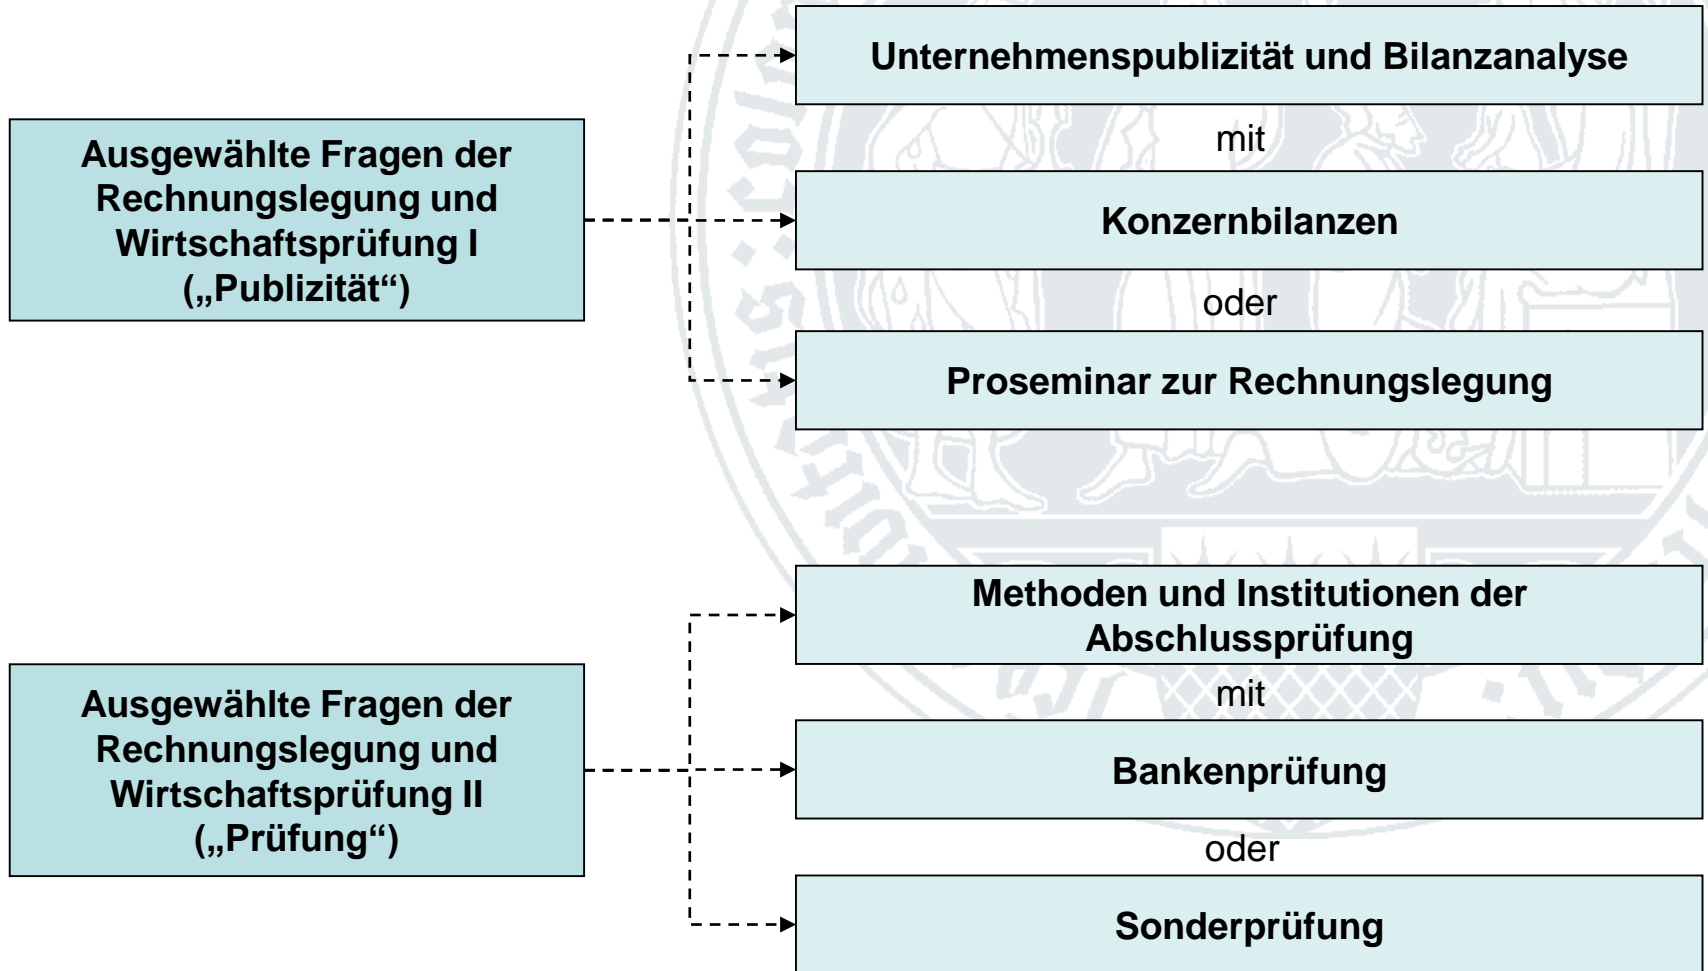 Ausgewählte Fragen der
Rechnungslegung und
Wirtschaftsprüfung I
(„Publizität“)
Unternehmenspublizität und Bilanzanalyse
mit
Konzernbilanzen
oder
Proseminar zur Rechnungslegung
Ausgewählte Fragen der
Rechnungslegung und
Wirtschaftsprüfung II
(„Prüfung“)
Methoden und Institutionen der
Abschlussprüfung
mit
Bankenprüfung
oder
Sonderprüfung